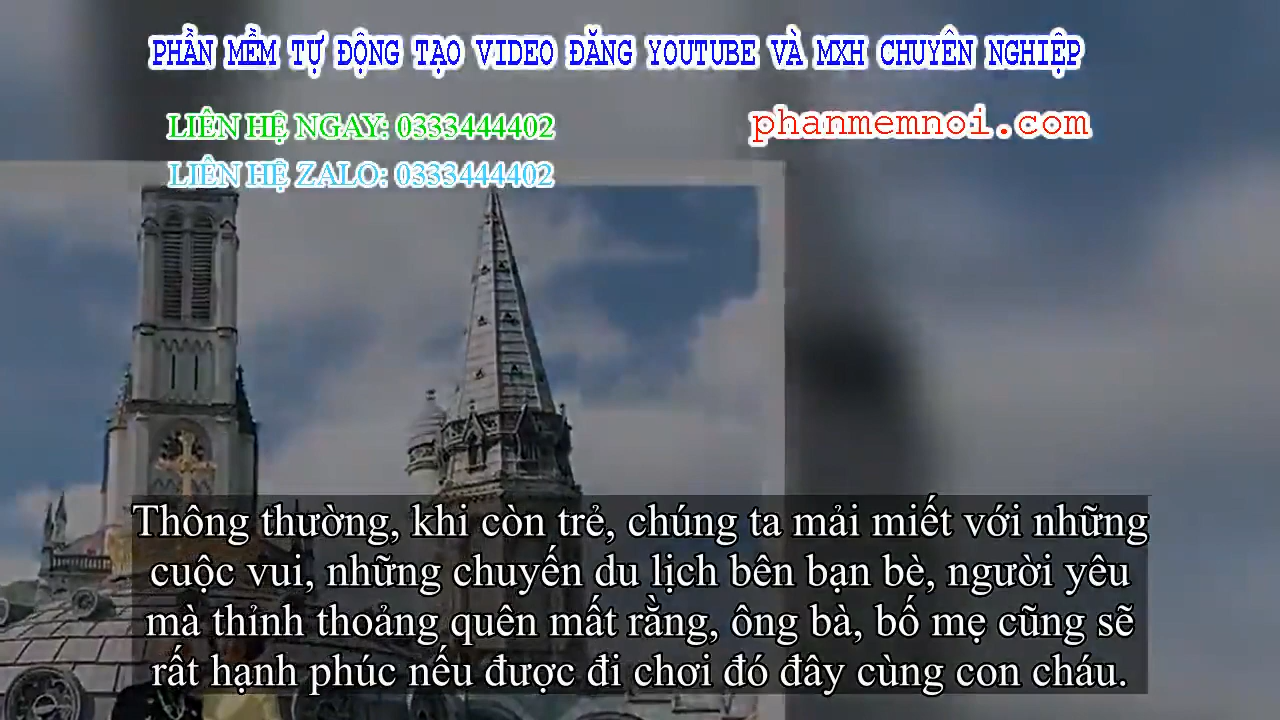 PHẦN MỀM TỰ ĐỘNG TẠO VIDEO ĐĂNG YOUTUBE VÀ MXH CHUYÊN NGHIỆP
LIÊN HỆ NGAY: 0333444402
phanmemnoi.com
LIÊN HỆ ZALO: 0333444402
Thông thường, khi còn trẻ, chúng ta mải miết với những
cuộc vui, những chuyến du lịch bên bạn bè, người yêu
mà thỉnh thoảng quên mất rằng, ông bà, bố mẹ cũng sẽ
rất hạnh phúc nếu được đi chơi đó đây cùng con cháu.